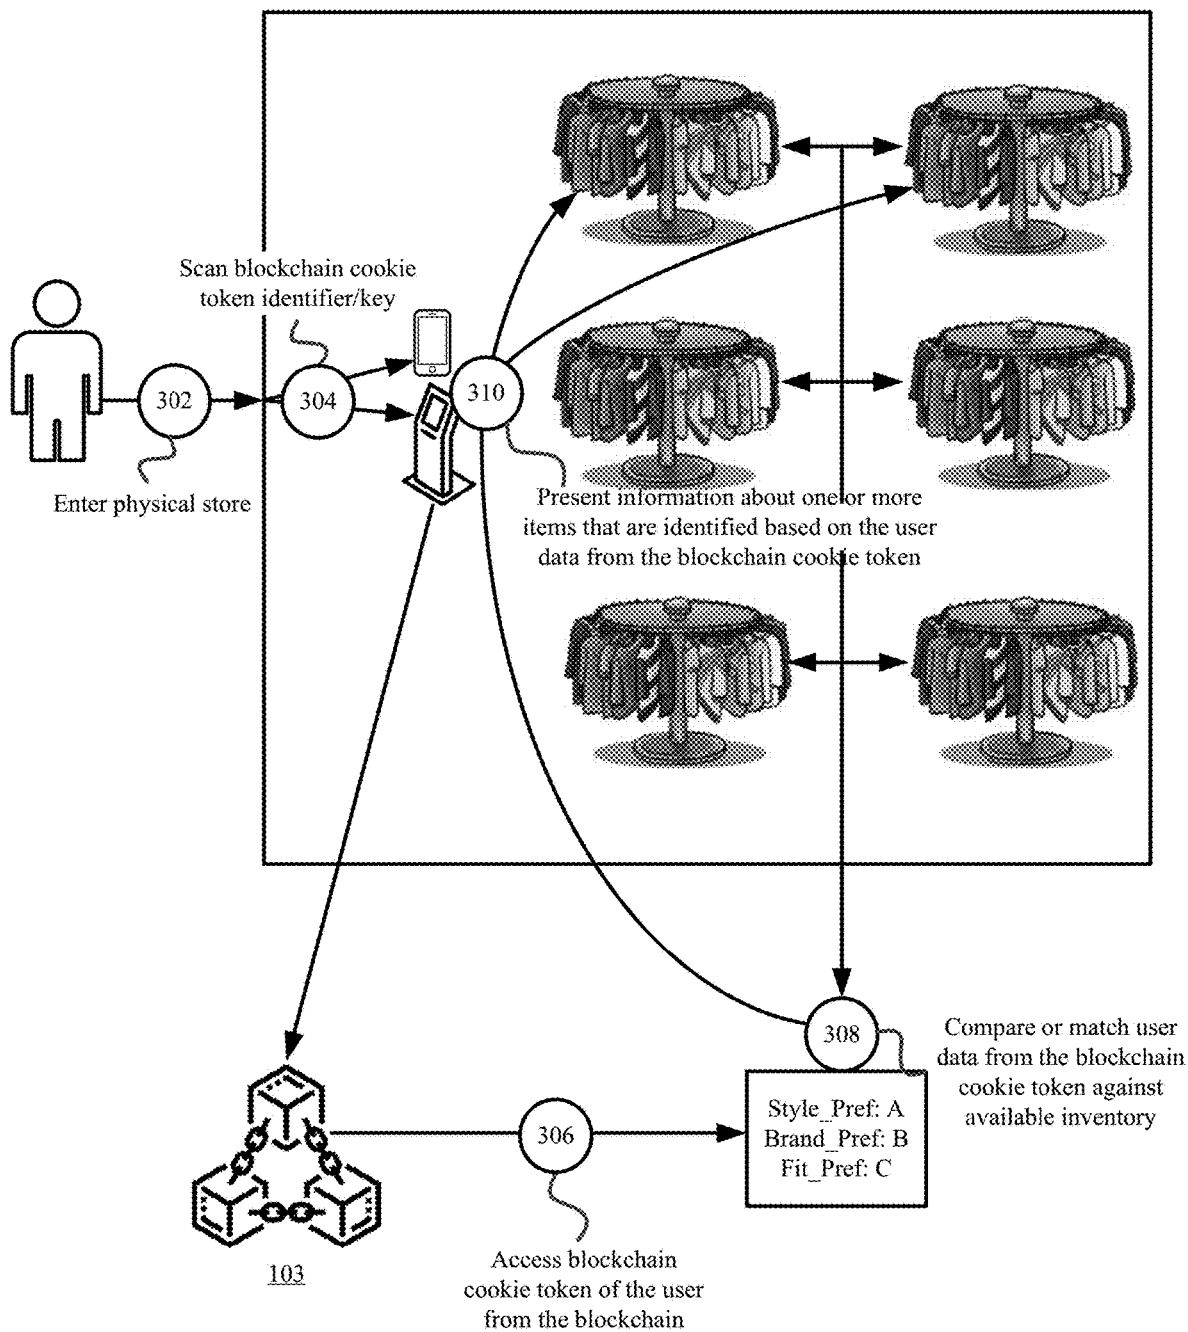 Scan blockchain cookie
token identifier/key
302
304
310
Enter physical store
Present information about one or more
items that are identified based on the user
data from the blockchain cookie token
308
Compare or match user
data from the blockchain
cookie token against
available inventory
Style_Pref: A
Brand_Pref: B
Fit_Pref: C
306
103
Access blockchain
cookie token of the user
from the blockchain